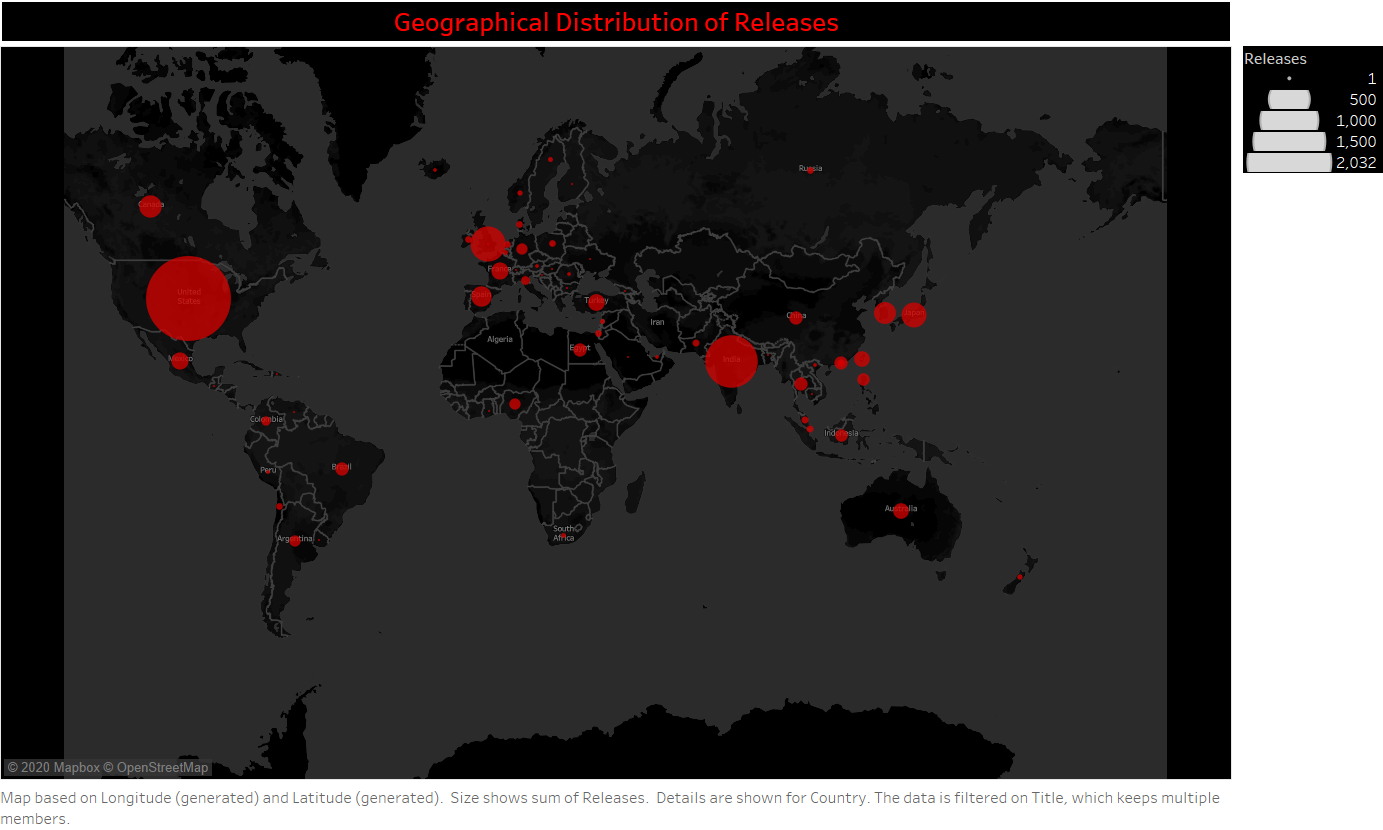 Geographical Distribution of Releases
Releases
1
500
1,000
1,500
2,032
Russia
Canada
France
United
States
Spain
Turkey
China
Japan
Iran
Algeria
Egypt
Mexico
India
Colombia
Indonesia
Peru
Brazil
Australia
South
Africa
Argentina
© 2020 Mapbox © OpenStreetMap
Map based on Longitude (generated) and Latitude (generated).  Size shows sum of Releases.  Details are shown for Country. The data is filtered on Title, which keeps multiple
members.